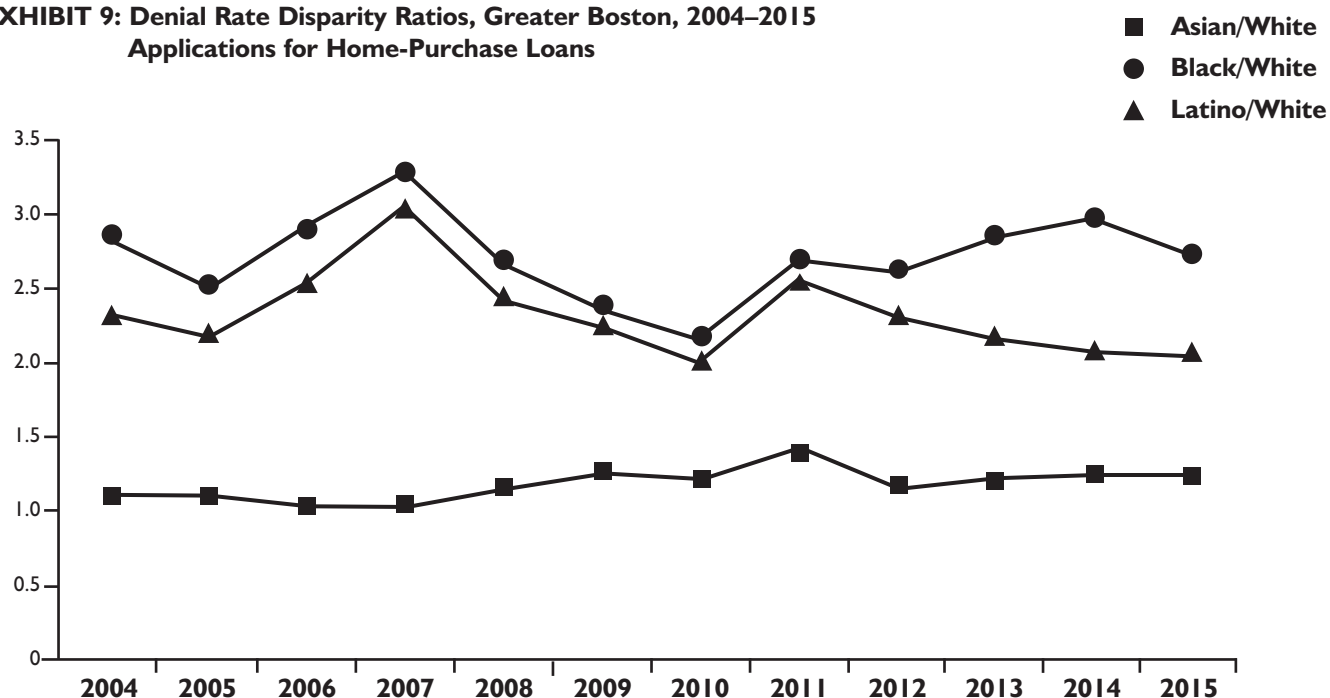 XHIBIT 9: Denial Rate Disparity Ratios, Greater Boston, 2004–2015
Applications for Home-Purchase Loans
Asian/White
Black/White
Latino/White
3.5
3.0
2.5
2.0
1.5
1.0
0.5
0
2004 2005 2006 2007 2008 2009 2010 2011 2012 2013 2014 2015